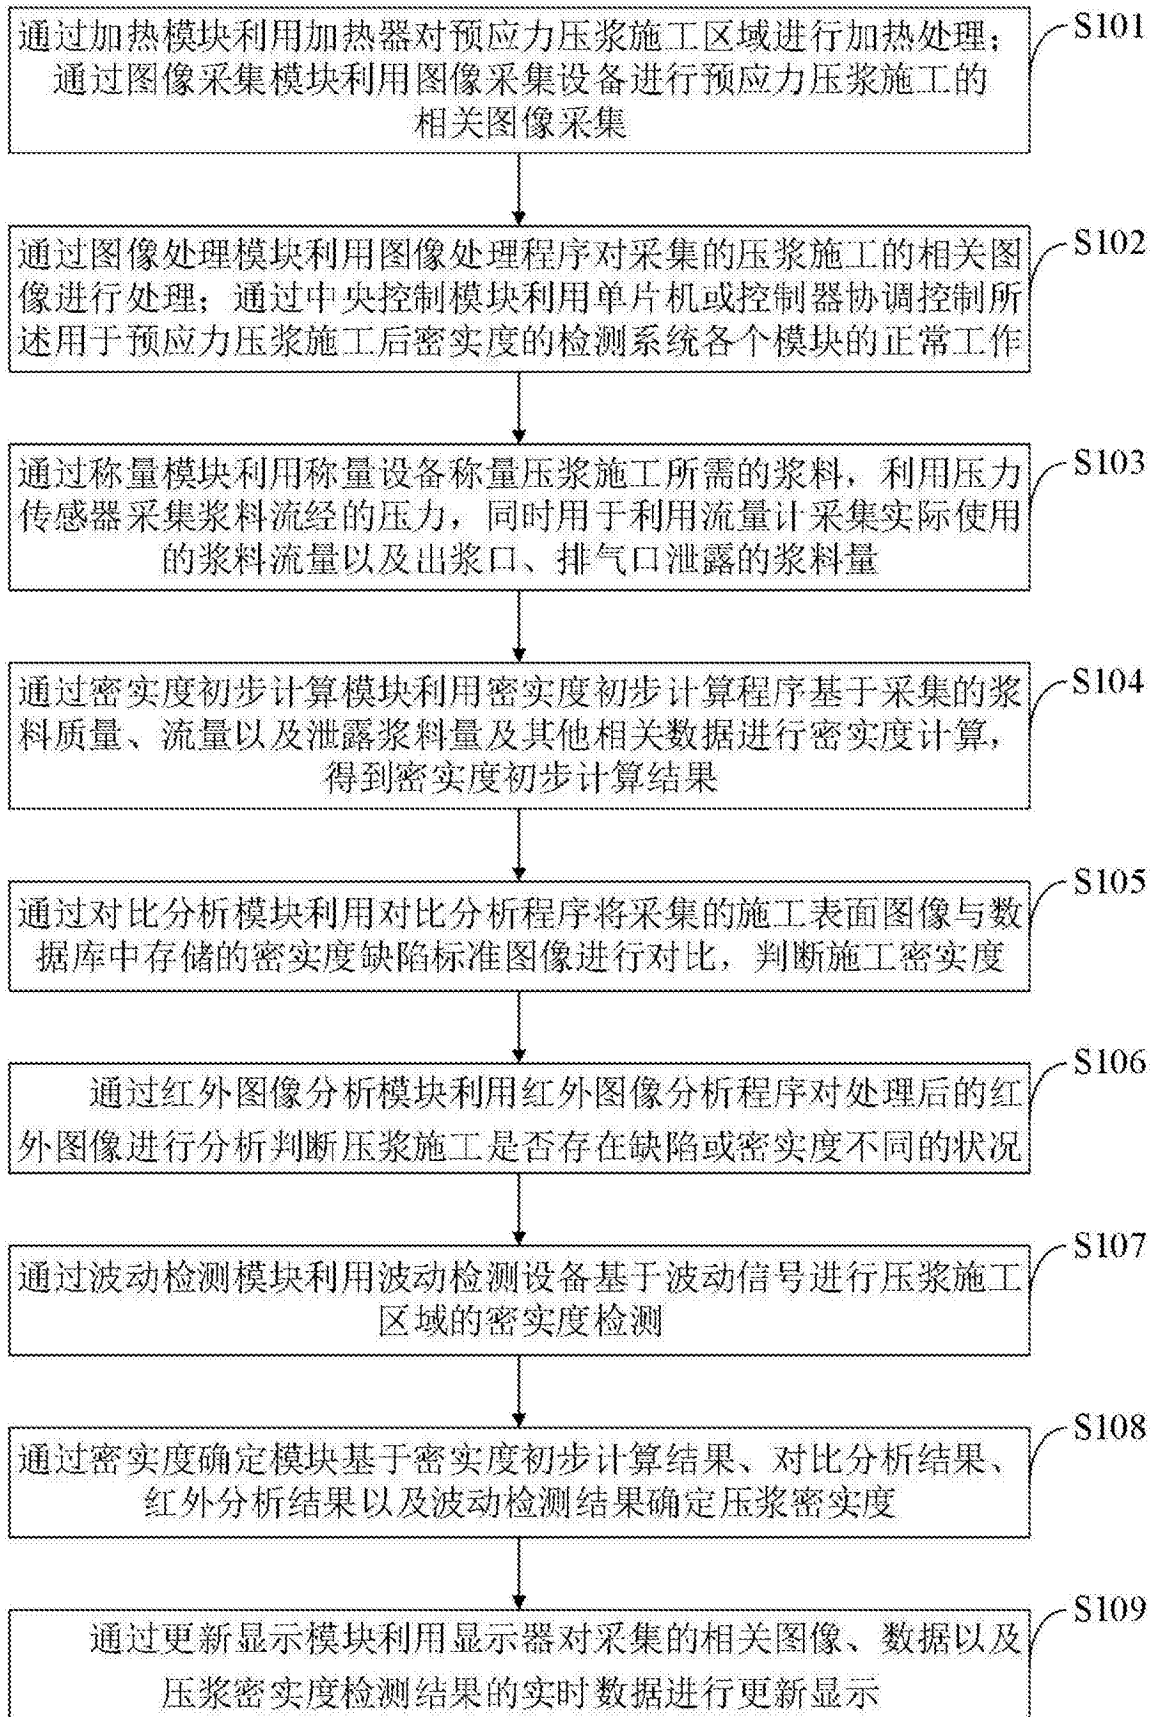 通过加热模块利用加热器对预应力压浆施工区域进行加热处理；
通过图像采集模块利用图像采集设备进行预应力压浆施工的
相关图像采集
S101
通过图像处理模块利用图像处理程序对采集的压浆施工的相关图
像进行处理；通过中央控制模块利用单片机或控制器协调控制所
述用于预应力压浆施工后密实度的检测系统各个模块的正常工作
S102
通过称量模块利用称量设备称量压浆施工所需的浆料，利用压力
传感器采集浆料流经的压力，同时用于利用流量计采集实际使用
的浆料流量以及出浆口、排气口泄露的浆料量
S103
通过密实度初步计算模块利用密实度初步计算程序基于采集的浆
料质量、流量以及泄露浆料量及其他相关数据进行密实度计算，
得到密实度初步计算结果
S104
通过对比分析模块利用对比分析程序将采集的施工表面图像与数
据库中存储的密实度缺陷标准图像进行对比，判断施工密实度
S105
通过红外图像分析模块利用红外图像分析程序对处理后的红
外图像进行分析判断压浆施工是否存在缺陷或密实度不同的状况
S106
通过波动检测模块利用波动检测设备基于波动信号进行压浆施工
区域的密实度检测
S107
通过密实度确定模块基于密实度初步计算结果、对比分析结果、
红外分析结果以及波动检测结果确定压浆密实度
S108
通过更新显示模块利用显示器对采集的相关图像、数据以及
压浆密实度检测结果的实时数据进行更新显示
S109